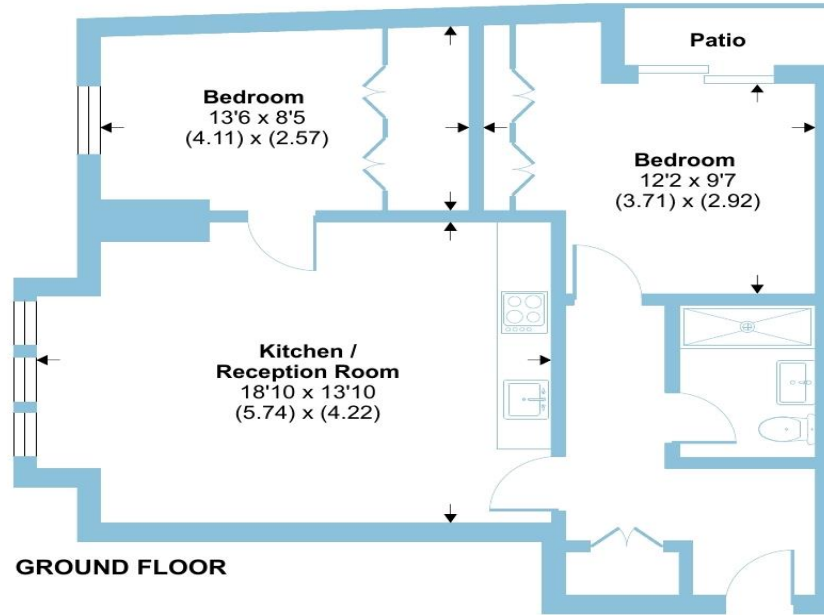 Patio
Bedroom
13'6 x 8'5
(4.11) x (2.57)
Bedroom
12'2 x 9'7
(3.71) x (2.92)
Kitchen /
Reception Room
18'10 x 13'10
(5.74) x (4.22)
GROUND FLOOR